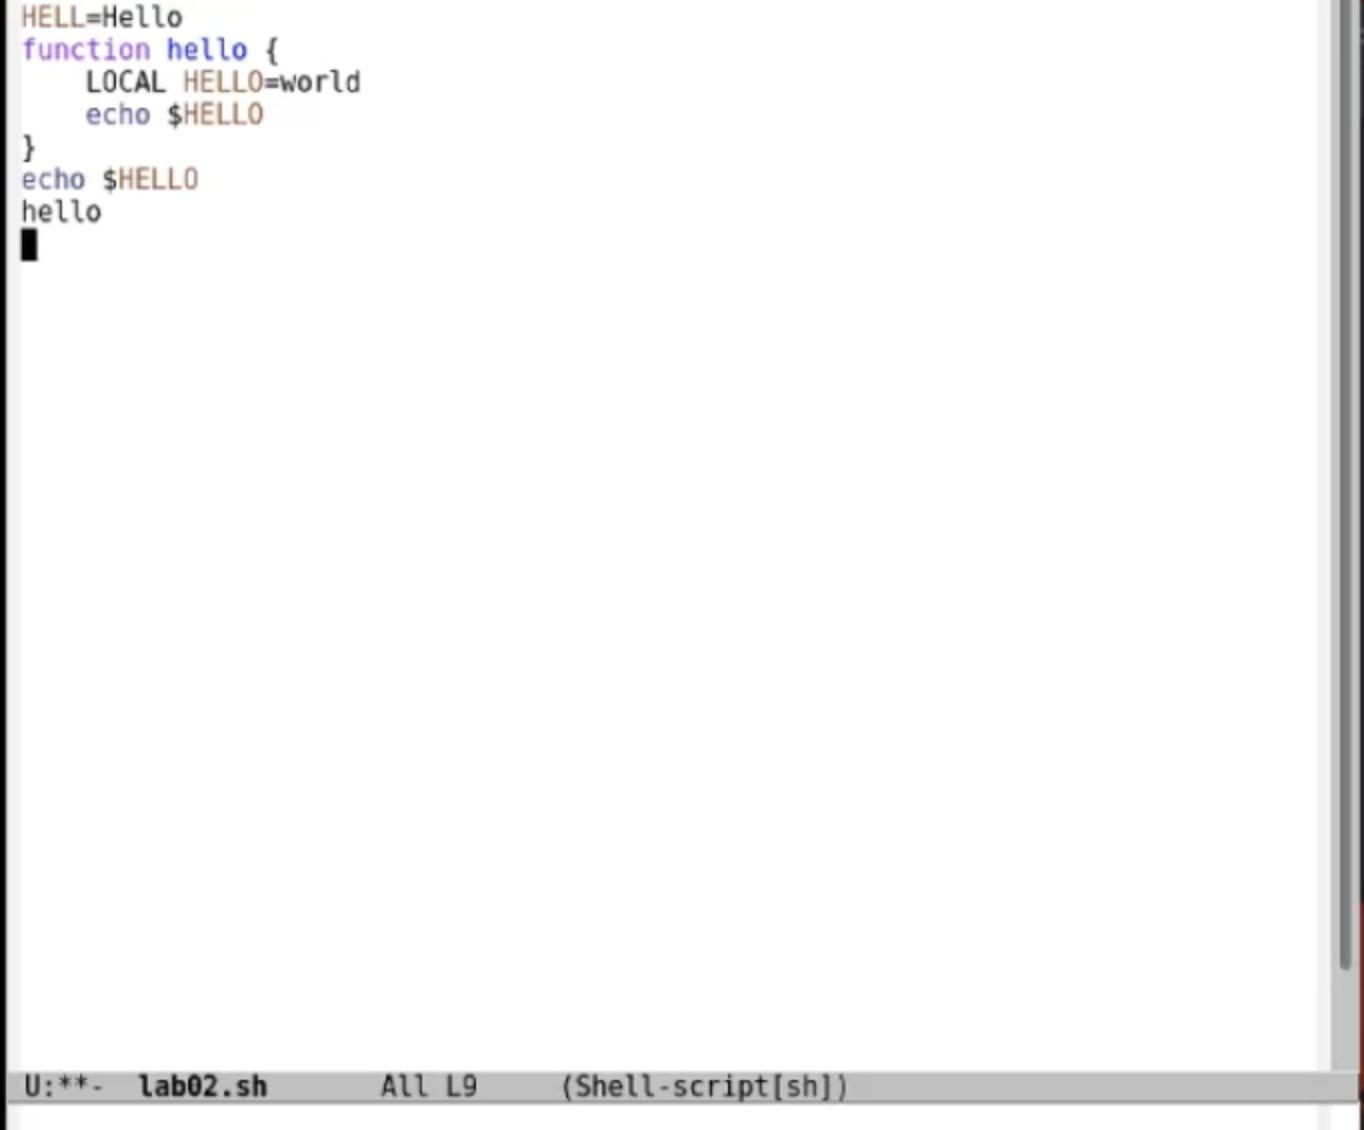 HELL=Hello
function hello {
    LOCAL HELLO=world
    echo $HELLO
}
echo $HELLO
hello
U:**-  lab02.sh       All L9     (Shell-script[sh])